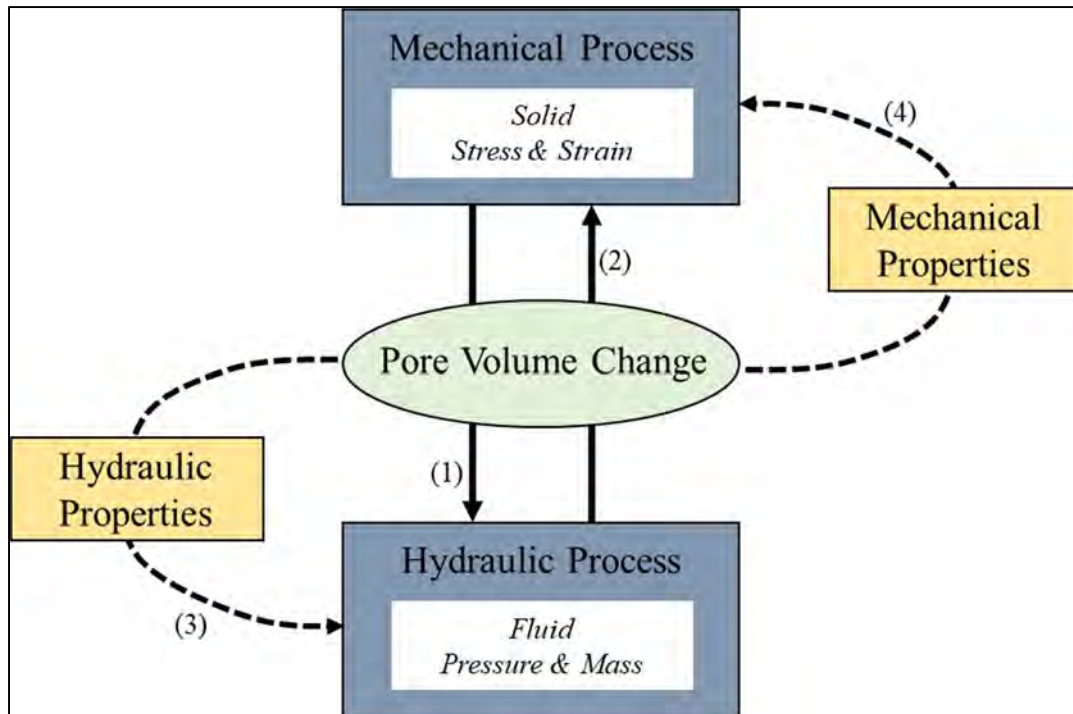 Mechanical Process
Solid
Stress & Strain
(4)
Mechanical
Properties
(2)
Pore Volume Change
(1)
Hydraulic
Properties
(3)
Hydraulic Process
Fluid
Pressure & Mass